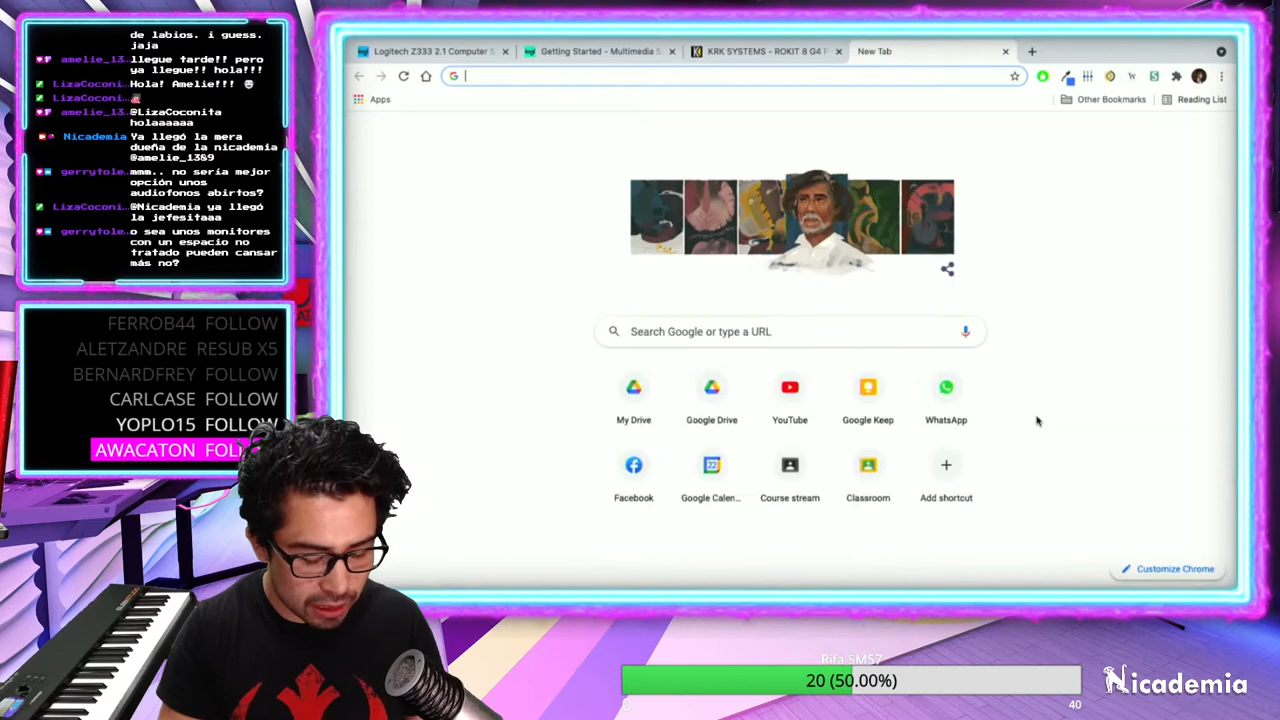 de labios. i guess.
jaja
amelie_13… llegue tarde!! pero
ya llegue!! hola!!!
LizaCoconi… Hola! Amelie!!!
LizaCoconi…
amelie_13… @LizaCoconita
holaaaaaa
Nicademia Ya llegó la mera
dueña de la nicademia
@amelie_1389
gerrytole… mmm.. no sería mejor
opción unos
audiofonos abirtos?
LizaCoconi… @Nicademia ya llegó
la jefesitaaa
gerrytole… o sea unos monitores
con un espacio no
tratado pueden cansar
más no?
FERROB44 FOLLOW
ALETZANDRE RESUB X5
BERNARDFREY FOLLOW
CARLCASE FOLLOW
YOPLO15 FOLLOW
AWACATON FOLL
Logitech Z333 2.1 Computer S
Getting Started - Multimedia S
KRK SYSTEMS - ROKIT 8 G4 P
New Tab
Apps
Other Bookmarks
Reading List
Search Google or type a URL
My Drive
Google Drive
YouTube
Google Keep
WhatsApp
Facebook
Google Calen...
Course stream
Classroom
Add shortcut
Customize Chrome
Rifa SM57
20 (50.00%)
0
40
Nicademia